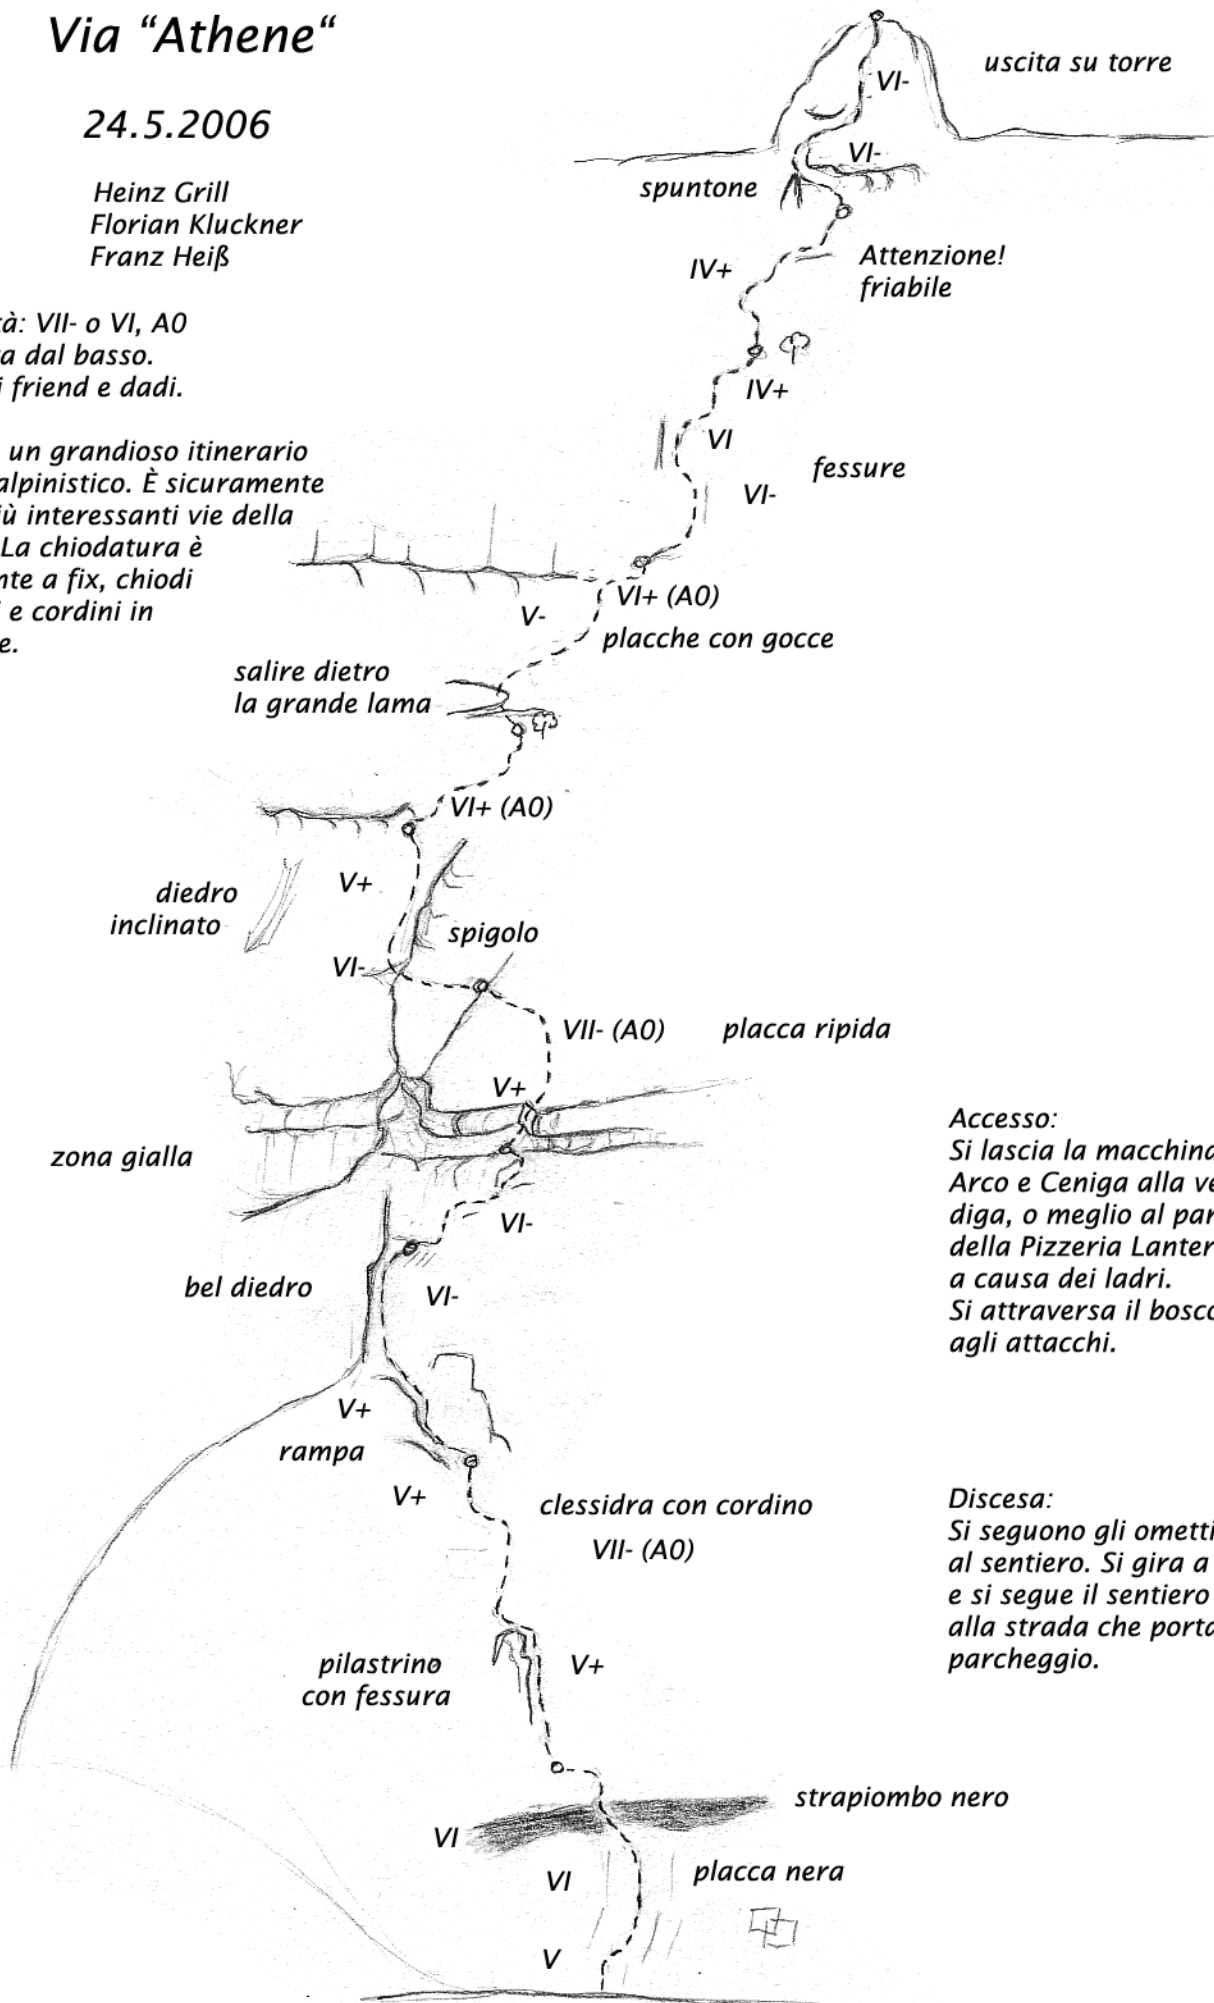 Via “Athene“
24.5.2006
Heinz Grill
Florian Kluckner
Franz Heiß
à: VII- o VI, A0
a dal basso.
i friend e dadi.
un grandioso itinerario
alpinistico. È sicuramente
iù interessanti vie della
La chiodatura è
nte a fix, chiodi
e cordini in
e.
uscita su torre
VI-
VI-
spuntone
IV+
Attenzione!
friabile
IV+
VI
fessure
VI-
VI+ (A0)
V-
placche con gocce
salire dietro
la grande lama
VI+ (A0)
V+
diedro
inclinato
spigolo
VI-
VII- (A0)
placca ripida
V+
zona gialla
VI-
bel diedro
VI-
V+
rampa
V+
clessidra con cordino
VII- (A0)
pilastrino
con fessura
V+
strapiombo nero
VI
VI
placca nera
V
Accesso:
Si lascia la macchina
Arco e Ceniga alla ve
diga, o meglio al par
della Pizzeria Lanter
a causa dei ladri.
Si attraversa il bosco
agli attacchi.
Discesa:
Si seguono gli ometti
al sentiero. Si gira a
e si segue il sentiero
alla strada che porta
parcheggio.